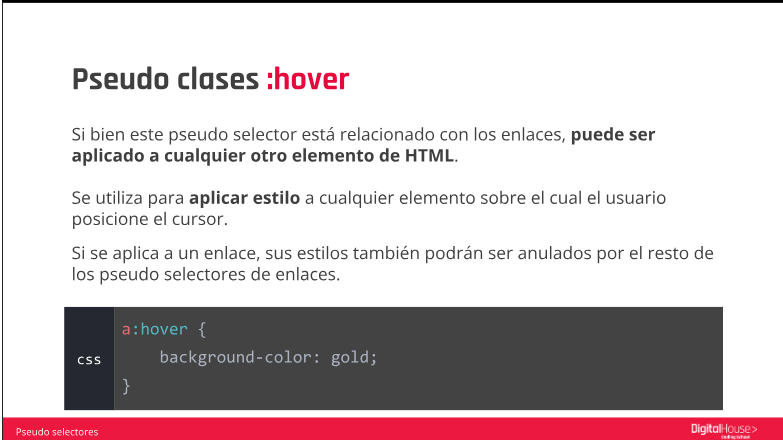 Pseudo clases :hover
Si bien este pseudo selector está relacionado con los enlaces, puede ser
aplicado a cualquier otro elemento de HTML.
Se utiliza para aplicar estilo a cualquier elemento sobre el cual el usuario
posicione el cursor.
Si se aplica a un enlace, sus estilos también podrán ser anulados por el resto de
los pseudo selectores de enlaces.
css
a:hover {
    background-color: gold;
}
Pseudo selectores
DigitalHouse>
Coding School